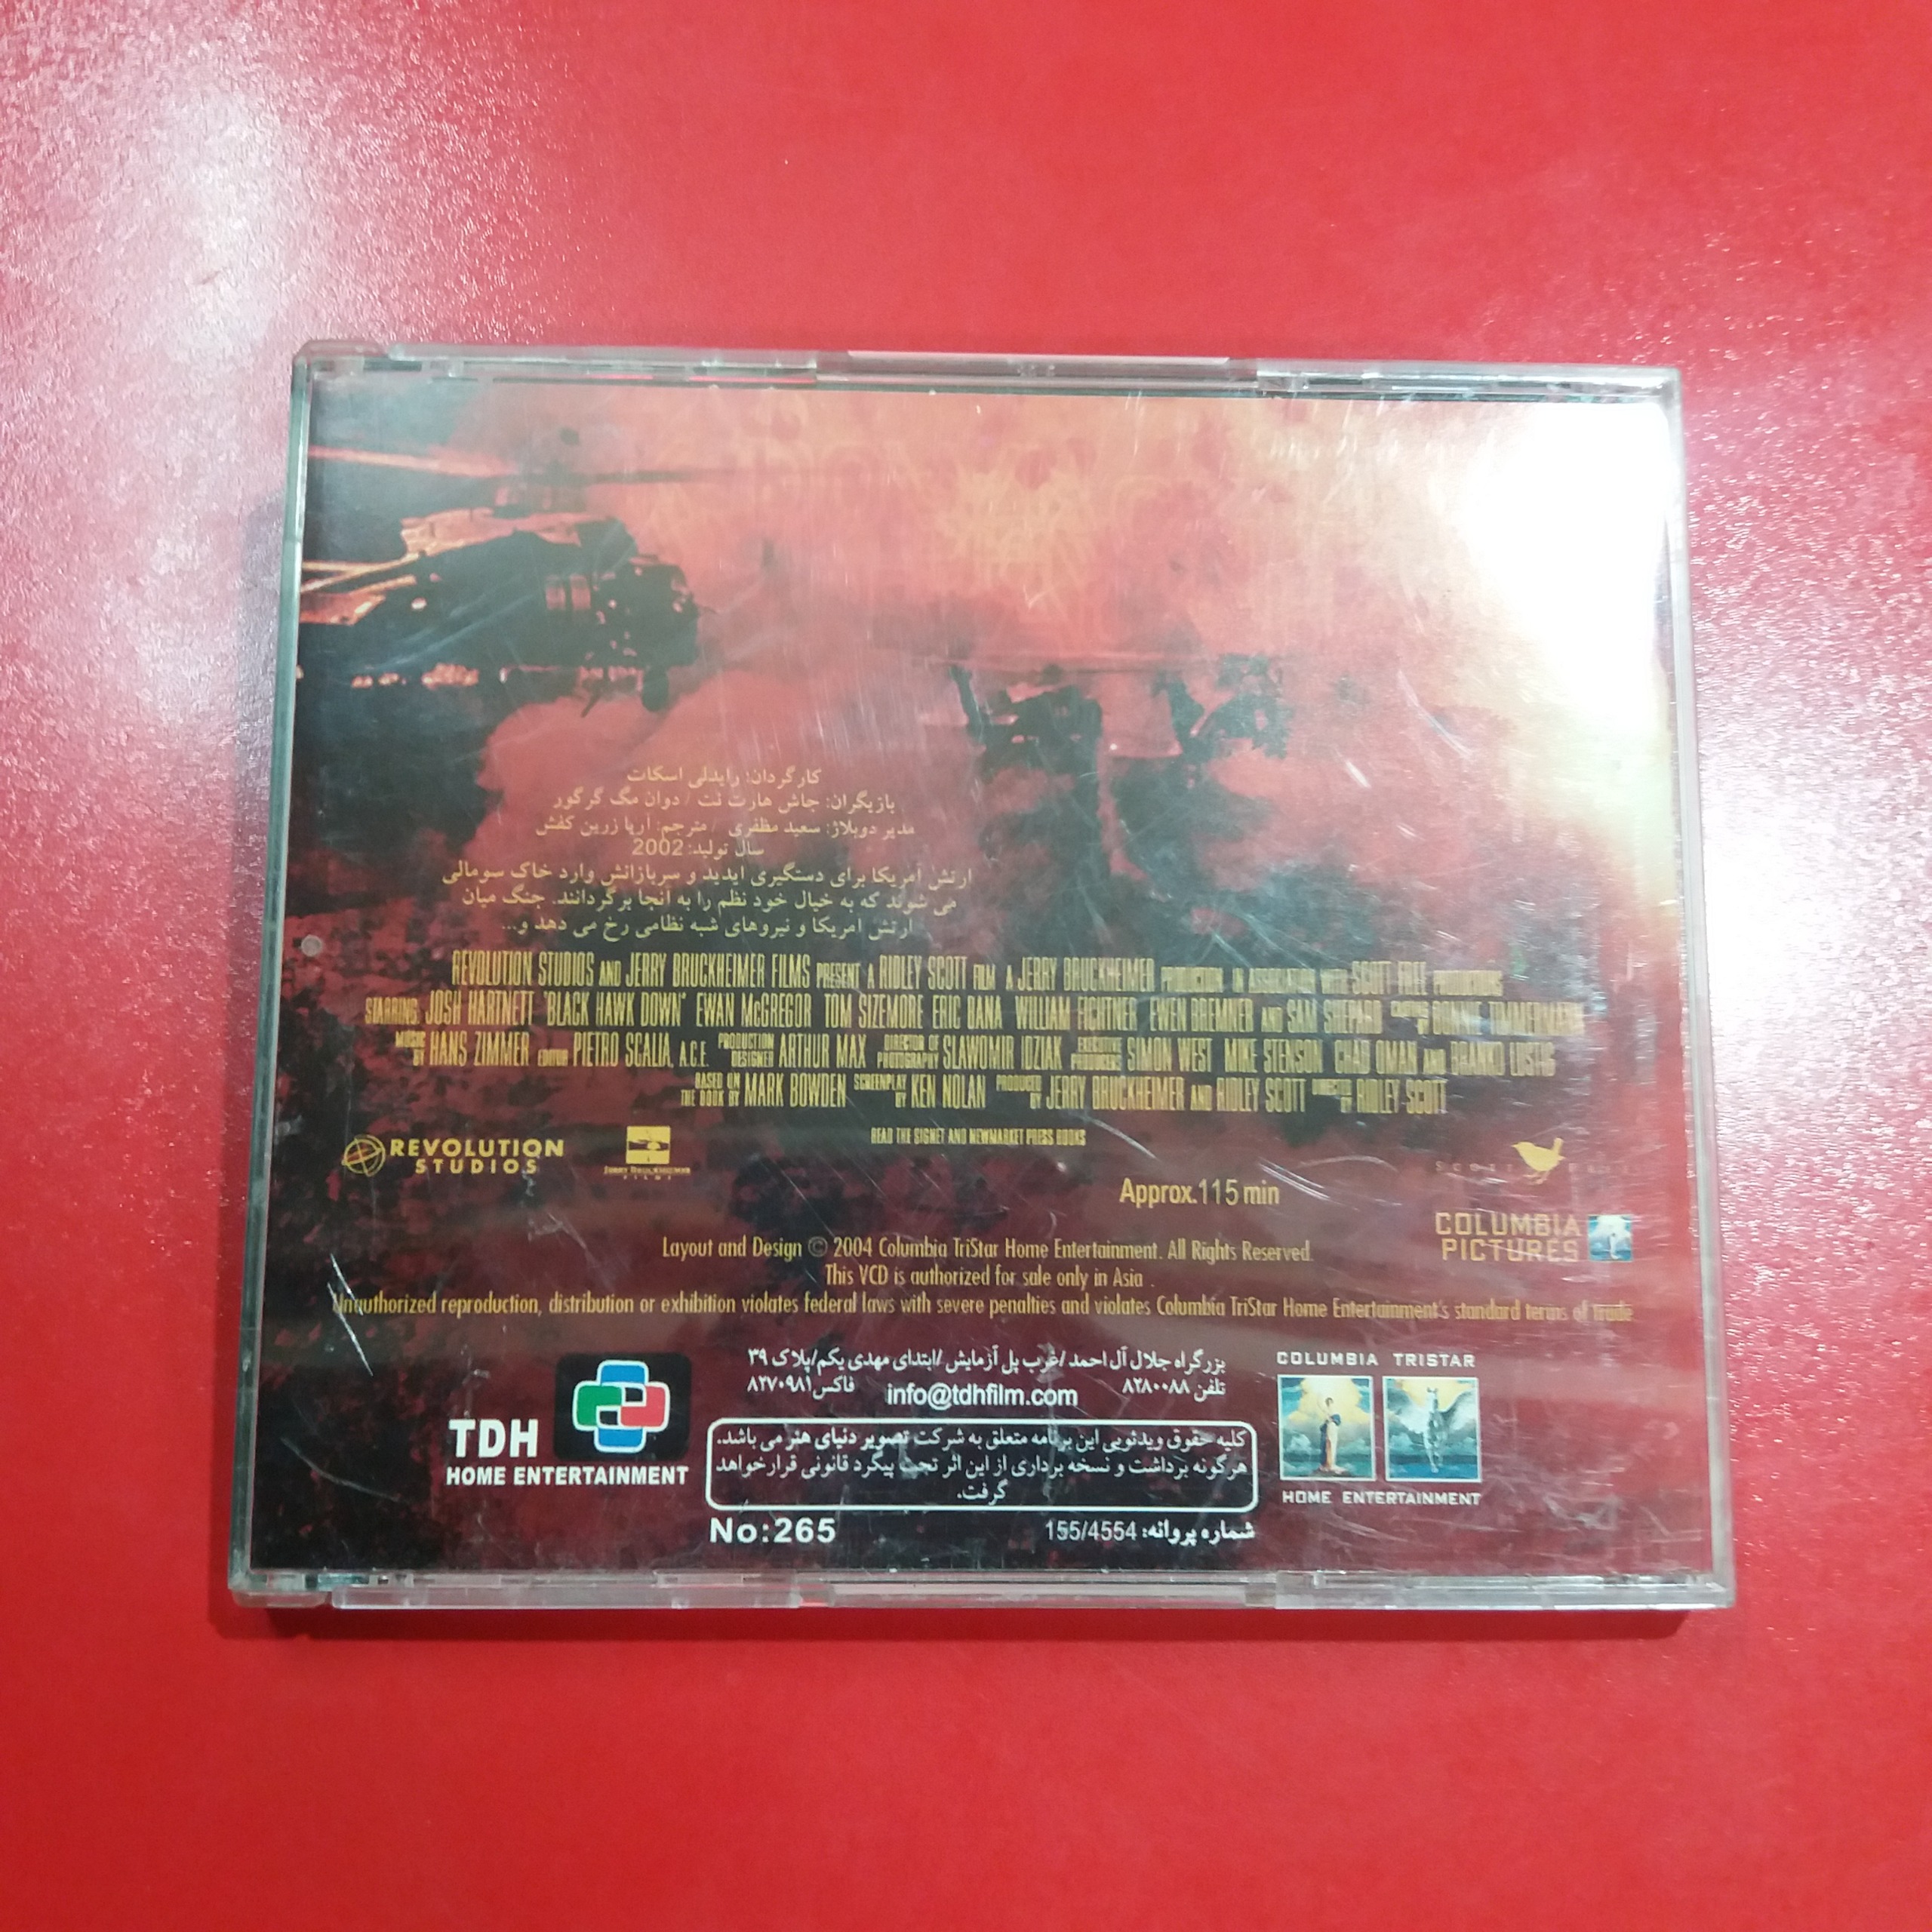 کارگردان: رایدلی اسکات
بازیگران: جاش هارت نت / دوان مگ گرگور
مدیر دوبلاژ: سعید مظفری / مترجم: آریا زرین کفش
سال تولید: 2002
ارتش آمریکا برای دستگیری ایدید و سربازانش وارد خاک سومالی
می شوند که به خیال خود نظم را به آنجا برگردانند. جنگ میان
ارتش امریکا و نیروهای شبه نظامی رخ می دهد و...
REVOLUTION STUDIOS AND JERRY BRUCKHEIMER FILMS PRESENT A RIDLEY SCOTT FILM A JERRY BRUCKHEIMER PRODUCTION IN ASSOCIATION WITH SCOTT FREE PRODUCTIONS
STARRING JOSH HARTNETT "BLACK HAWK DOWN" EWAN McGREGOR TOM SIZEMORE ERIC BANA WILLIAM FICHTNER EWEN BREMNER AND SAM SHEPARD CASTING BY BONNIE TIMMERMANN
MUSIC BY HANS ZIMMER EDITOR PIETRO SCALIA, A.C.E. PRODUCTION DESIGNER ARTHUR MAX DIRECTOR OF PHOTOGRAPHY SLAWOMIR IDZIAK EXECUTIVE PRODUCERS SIMON WEST MIKE STENSON CHAD OMAN AND BRANKO LUSTIG
BASED ON THE BOOK BY MARK BOWDEN SCREENPLAY BY KEN NOLAN PRODUCED BY JERRY BRUCKHEIMER AND RIDLEY SCOTT DIRECTED BY RIDLEY SCOTT
REVOLUTION STUDIOS
JERRY BRUCKHEIMER FILMS
READ THE SIGNET AND NEWMARKET PRESS BOOKS
SCOTT FREE
Approx.115 min
COLUMBIA PICTURES
Layout and Design © 2004 Columbia TriStar Home Entertainment. All Rights Reserved.
This VCD is authorized for sale only in Asia .
Unauthorized reproduction, distribution or exhibition violates federal laws with severe penalties and violates Columbia TriStar Home Entertainment's standard terms of trade
بزرگراه جلال آل احمد /غرب پل آزمایش /ابتدای مهدی یکم/پلاک ۳۹
تلفن ۸۲۸۰۰۸۸ info@tdhfilm.com فاکس۸۲۷۰۹۸۱
TDH
HOME ENTERTAINMENT
کلیه حقوق ویدئویی این برنامه متعلق به شرکت تصویر دنیای هنر می باشد.
هرگونه برداشت و نسخه برداری از این اثر تحت پیگرد قانونی قرارخواهد
گرفت.
No:265
شماره پروانه: 155/4554
COLUMBIA TRISTAR
HOME ENTERTAINMENT